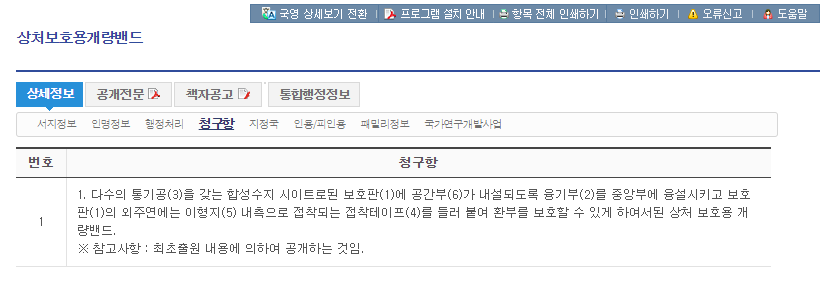 국영 상세보기 전환 | 프로그램 설치 안내 | 항목 전체 인쇄하기 | 인쇄하기 | 오류신고 | 도움말
상처보호용개량밴드
상세정보 공개전문 책자공고 통합행정정보
서지정보 인명정보 행정처리 청구항 지정국 인용/피인용 패밀리정보 국가연구개발사업
번호 청구항
1. 다수의 통기공(3)을 갖는 합성수지 시이트로된 보호판(1)에 공간부(6)가 내설되도록 융기부(2)를 중앙부에 융설시키고 보호
1 판(1)의 외주연에는 이형지(5) 내측으로 접착되는 접착테이프(4)를 들러 붙여 환부를 보호할 수 있게 하여서된 상처 보호용 개
량밴드.
※ 참고사항 : 최초출원 내용에 의하여 공개하는 것임.